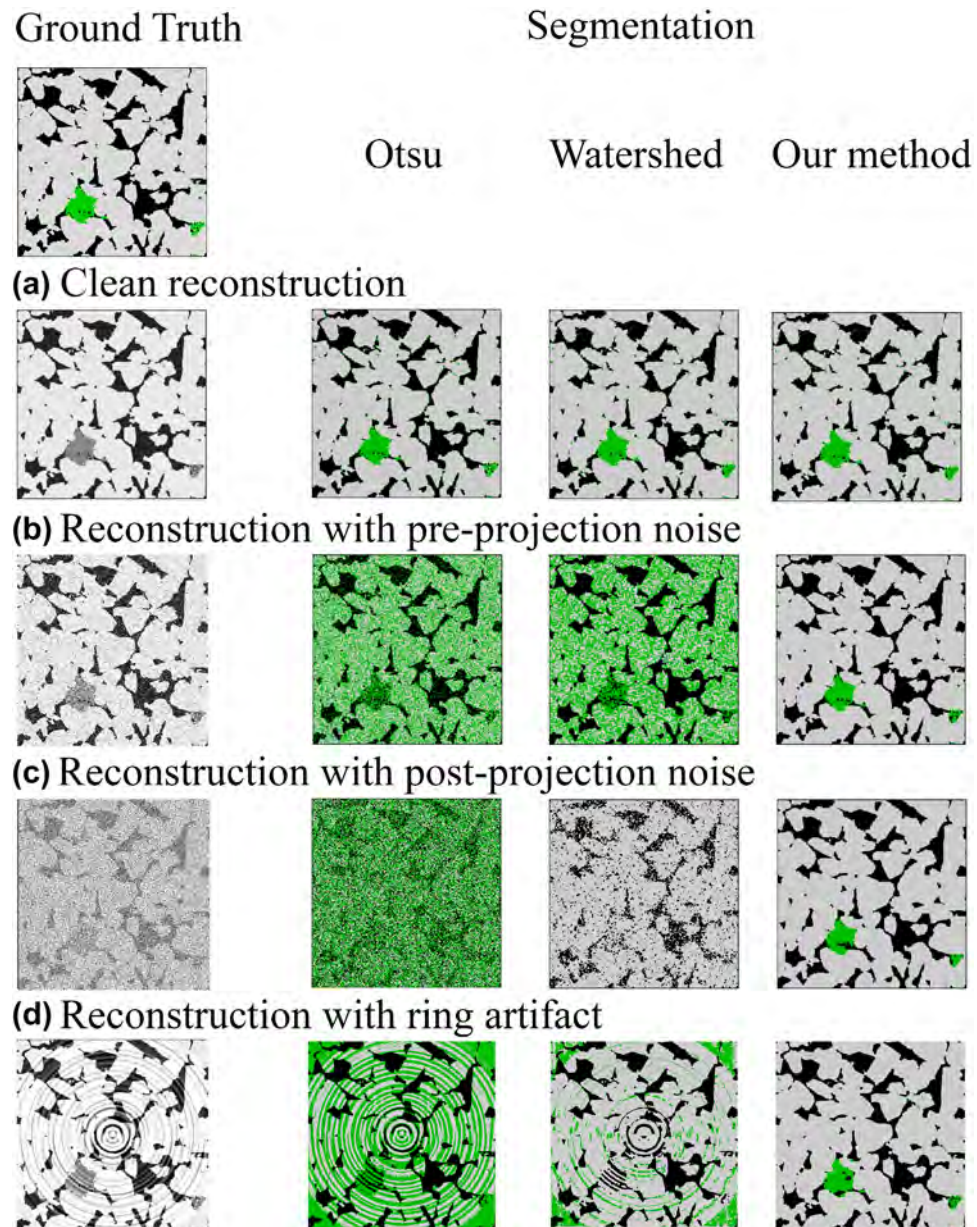 Ground Truth
Segmentation
Otsu
Watershed
Our method
(a) Clean reconstruction
(b) Reconstruction with pre-projection noise
(c) Reconstruction with post-projection noise
(d) Reconstruction with ring artifact